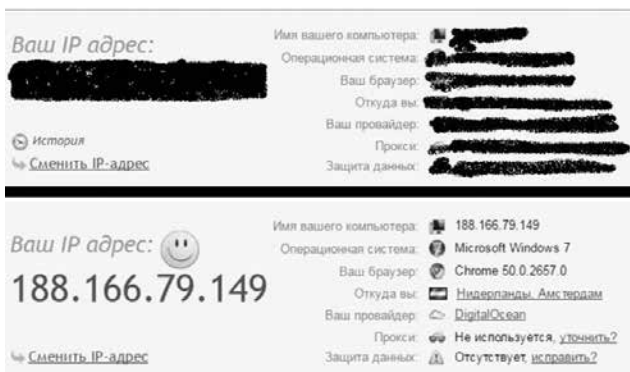 Ваш IP адрес:
Имя вашего компьютера:
Операционная система:
Ваш браузер:
Откуда вы:
Ваш провайдер:
Прокси:
Защита данных:
История
Сменить IP-адрес
Ваш IP адрес:
188.166.79.149
Имя вашего компьютера: 188.166.79.149
Операционная система: Microsoft Windows 7
Ваш браузер: Chrome 50.0.2657.0
Откуда вы: Нидерланды, Амстердам
Ваш провайдер: DigitalOcean
Прокси: Не используется, уточнить?
Защита данных: Отсутствует, исправить?
Сменить IP-адрес